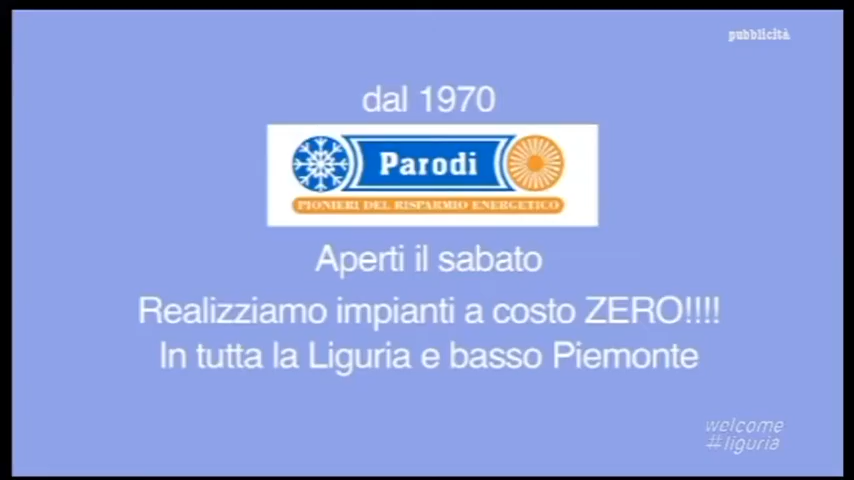 pubblicità
dal 1970
Parodi
PIONIERI DEL RISPARMIO ENERGETICO
Aperti il sabato
Realizziamo impianti a costo ZERO!!!!
In tutta la Liguria e basso Piemonte
welcome
#liguria